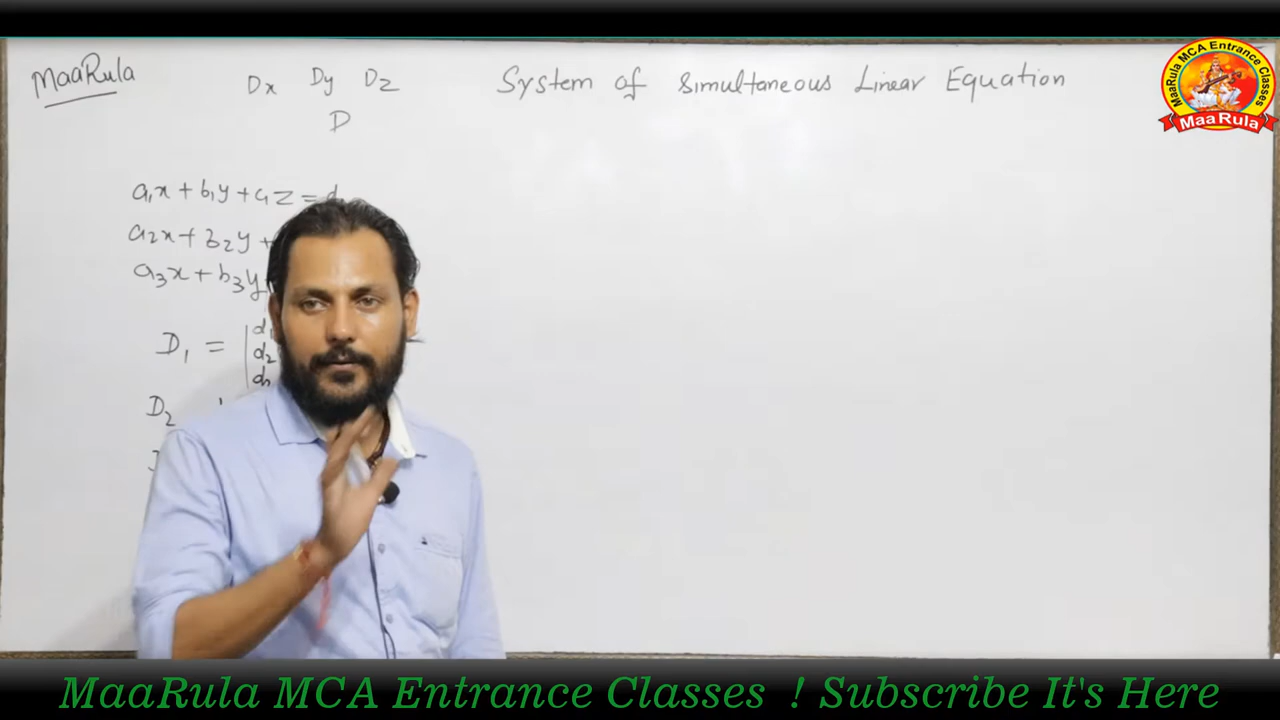 MaaRula
Dx Dy Dz
D
System of Simultaneous Linear Equation
MaaRula MCA Entrance Classes
MaaRula
a₁x + b₁y + c₁z = d
a₂x + b₂y +
a₃x + b₃y
D₁ = | d₁
d₂
d₃
D₂
MaaRula MCA Entrance Classes ! Subscribe It's Here